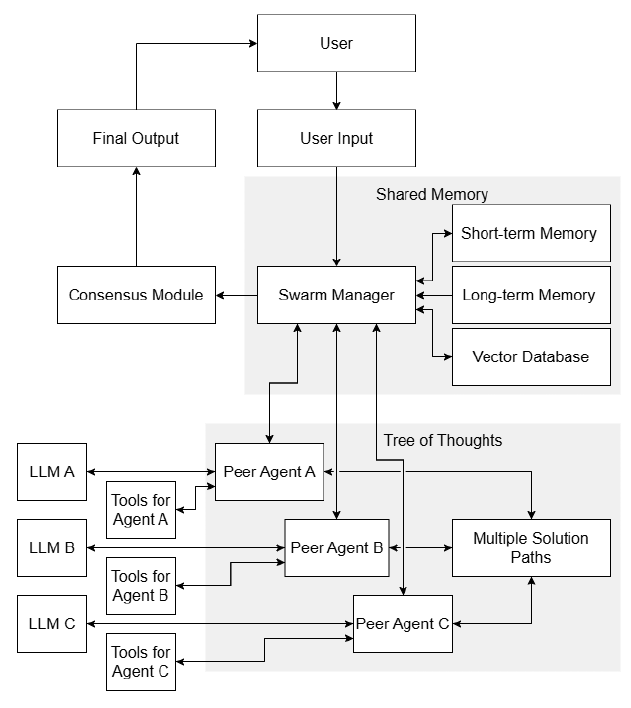 User
Final Output
User Input
Shared Memory
Short-term Memory
Consensus Module
Swarm Manager
Long-term Memory
Vector Database
Tree of Thoughts
LLM A
Peer Agent A
Tools for
Agent A
LLM B
Peer Agent B
Multiple Solution
Paths
Tools for
Agent B
LLM C
Peer Agent C
Tools for
Agent C